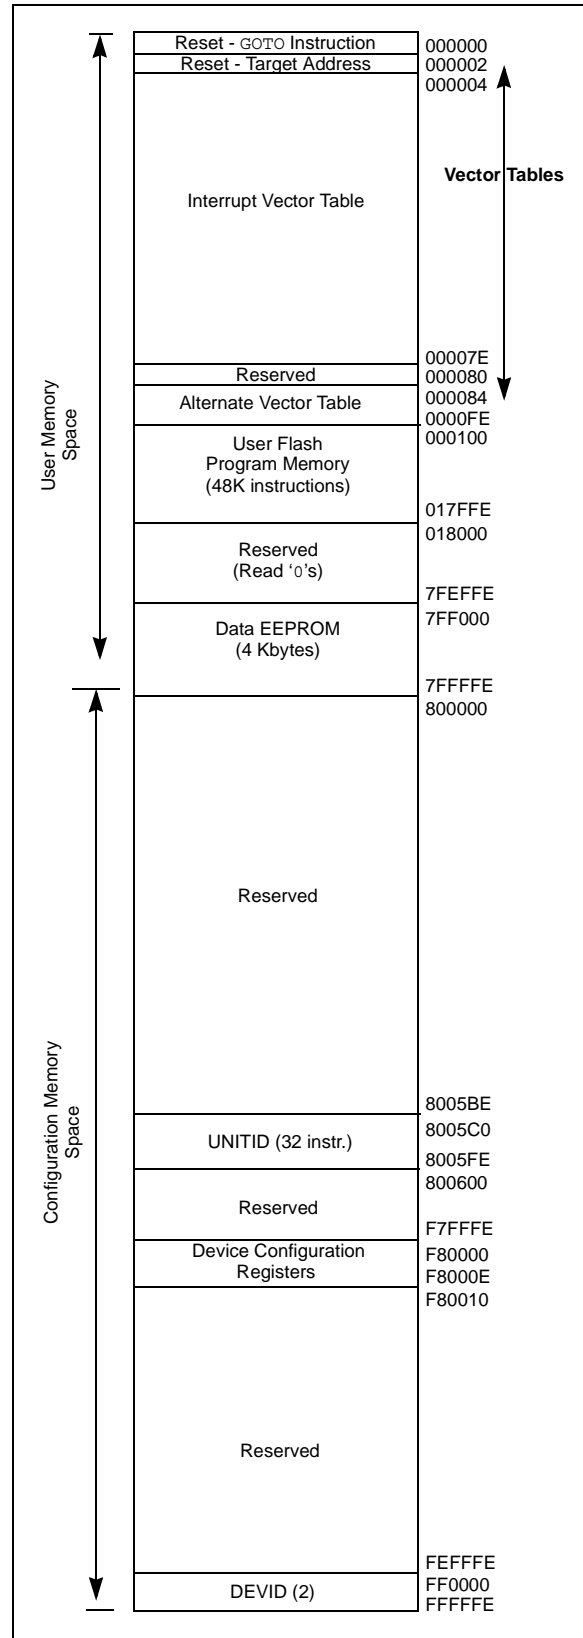 Reset - GOTO Instruction
000000
Reset - Target Address
000002
000004
Vector Tables
Interrupt Vector Table
00007E
Reserved
000080
Alternate Vector Table
000084
0000FE
User Memory
Space
User Flash
Program Memory
(48K instructions)
000100
017FFE
018000
Reserved
(Read ‘0’s)
7FEFFE
7FF000
Data EEPROM
(4 Kbytes)
7FFFFE
800000
Reserved
Configuration Memory
Space
8005BE
UNITID (32 instr.)
8005C0
8005FE
800600
Reserved
F7FFFE
Device Configuration
Registers
F80000
F8000E
F80010
Reserved
FEFFFE
DEVID (2)
FF0000
FFFFFE